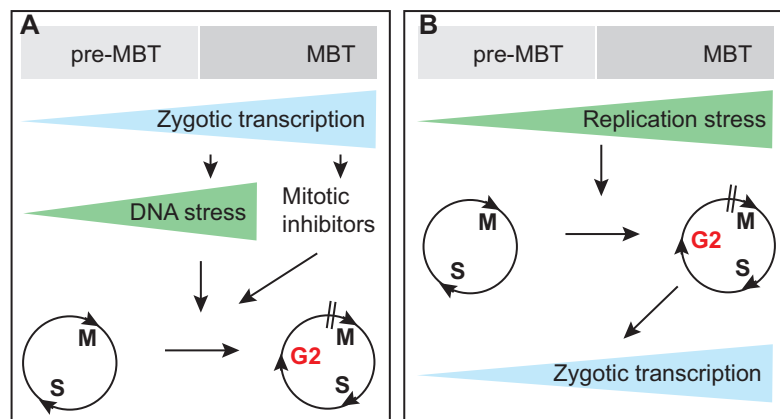 A
pre-MBT MBT
Zygotic transcription
DNA stress
Mitotic
inhibitors
M
S
M
G2
S
B
pre-MBT MBT
Replication stress
M
S
M
G2
S
Zygotic transcription